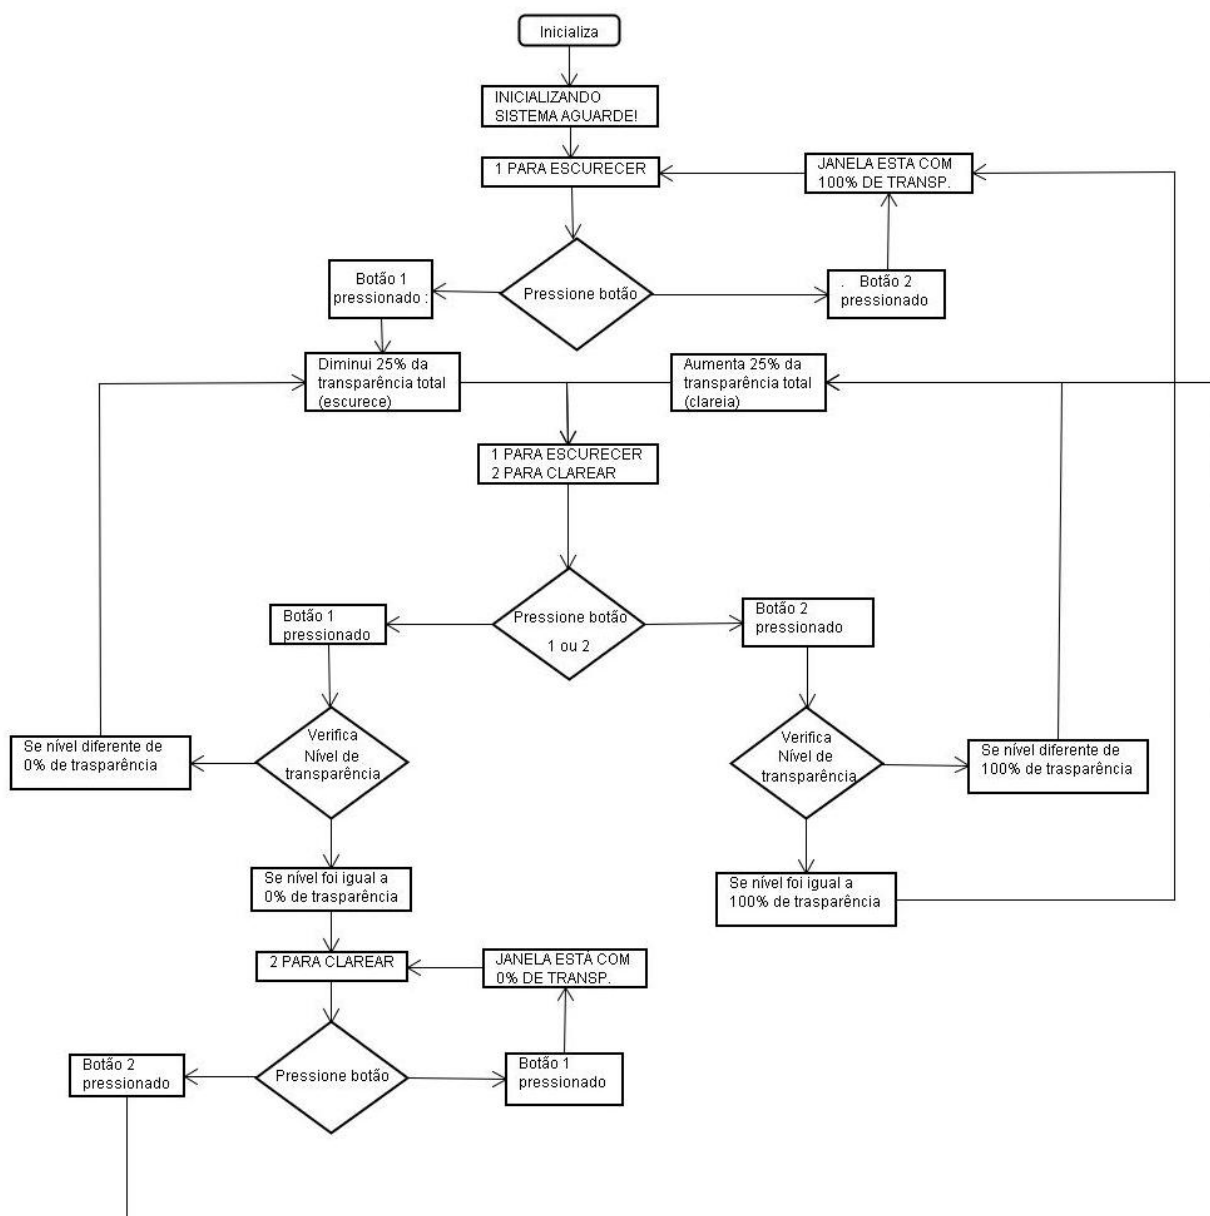 Inicializa
INICIALIZANDO
SISTEMA AGUARDE!
1 PARA ESCURECER
JANELA ESTA COM
100% DE TRANSP.
Botão 1
pressionado :
Pressione botão
. Botão 2
pressionado
Diminui 25% da
transparência total
(escurece)
Aumenta 25% da
transparência total
(clareia)
1 PARA ESCURECER
2 PARA CLAREAR
Botão 1
pressionado
Pressione botão
1 ou 2
Botão 2
pressionado
Se nível diferente de
0% de trasparência
Verifica
Nível de
transparência
Verifica
Nível de
transparência
Se nível diferente de
100% de trasparência
Se nível foi igual a
0% de trasparência
Se nível foi igual a
100% de trasparência
2 PARA CLAREAR
JANELA ESTÁ COM
0% DE TRANSP.
Botão 2
pressionado
Pressione botão
Botão 1
pressionado